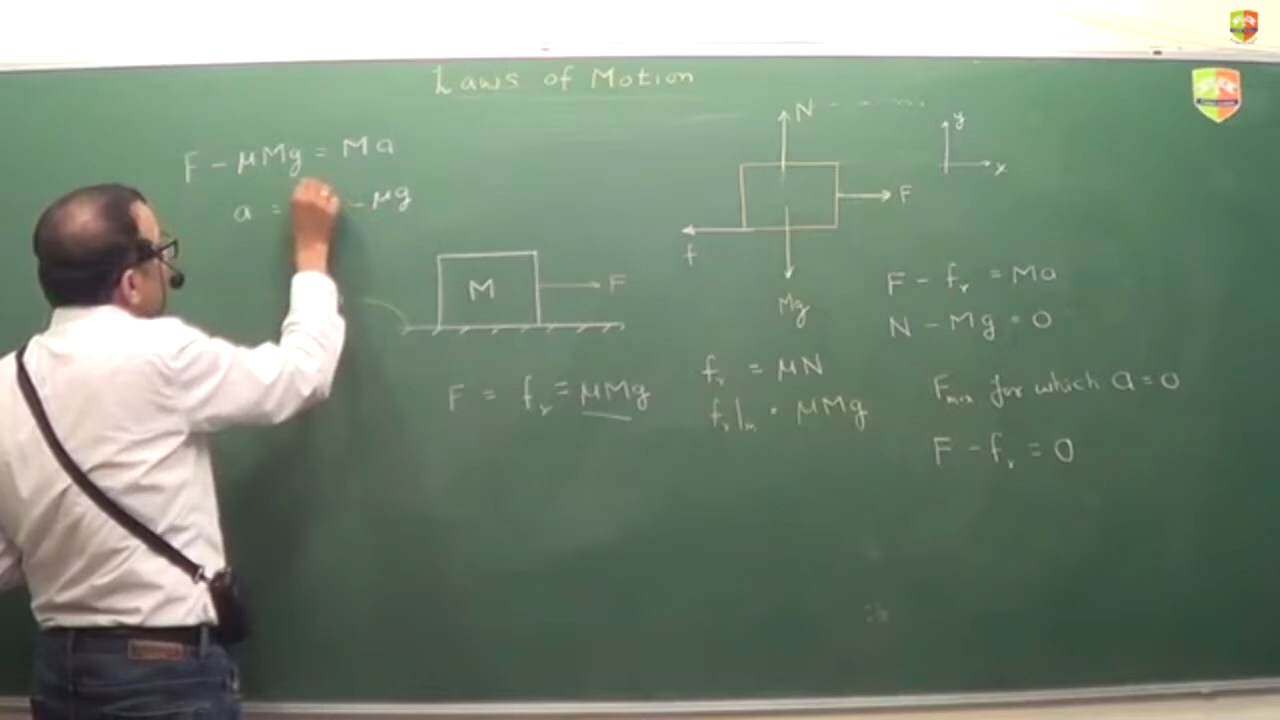 Laws of Motion
F - μMg = Ma
a = - μg
M
F
F = fr = μMg
N
F
f
Mg
y
x
F - fr = Ma
N - Mg = 0
fr = μN
fr|m = μMg
Fmax for which a = 0
F - fr = 0